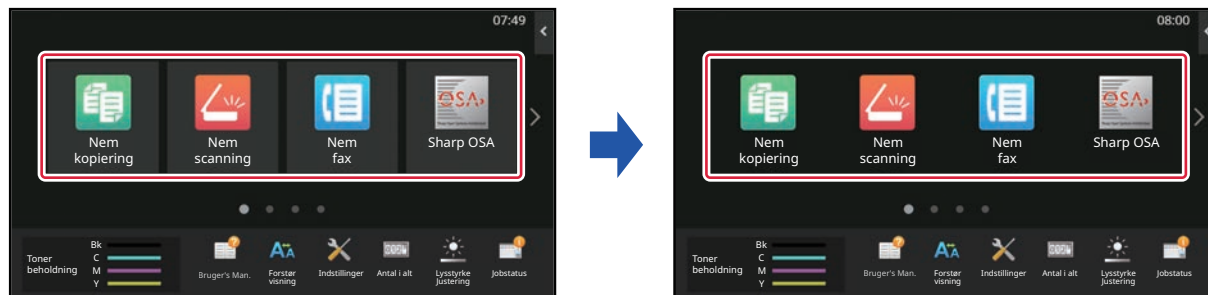 07:49
Nem
kopiering
Nem
scanning
Nem
fax
OSA
Sharp OSA
Toner
beholdning
Bk
C
M
Y
Bruger's Man.
Forstør
visning
Indstillinger
Antal i alt
Lysstyrke
Justering
Jobstatus
08:00
Nem
kopiering
Nem
scanning
Nem
fax
OSA
Sharp OSA
Toner
beholdning
Bk
C
M
Y
Bruger's Man.
Forstør
visning
Indstillinger
Antal i alt
Lysstyrke
Justering
Jobstatus